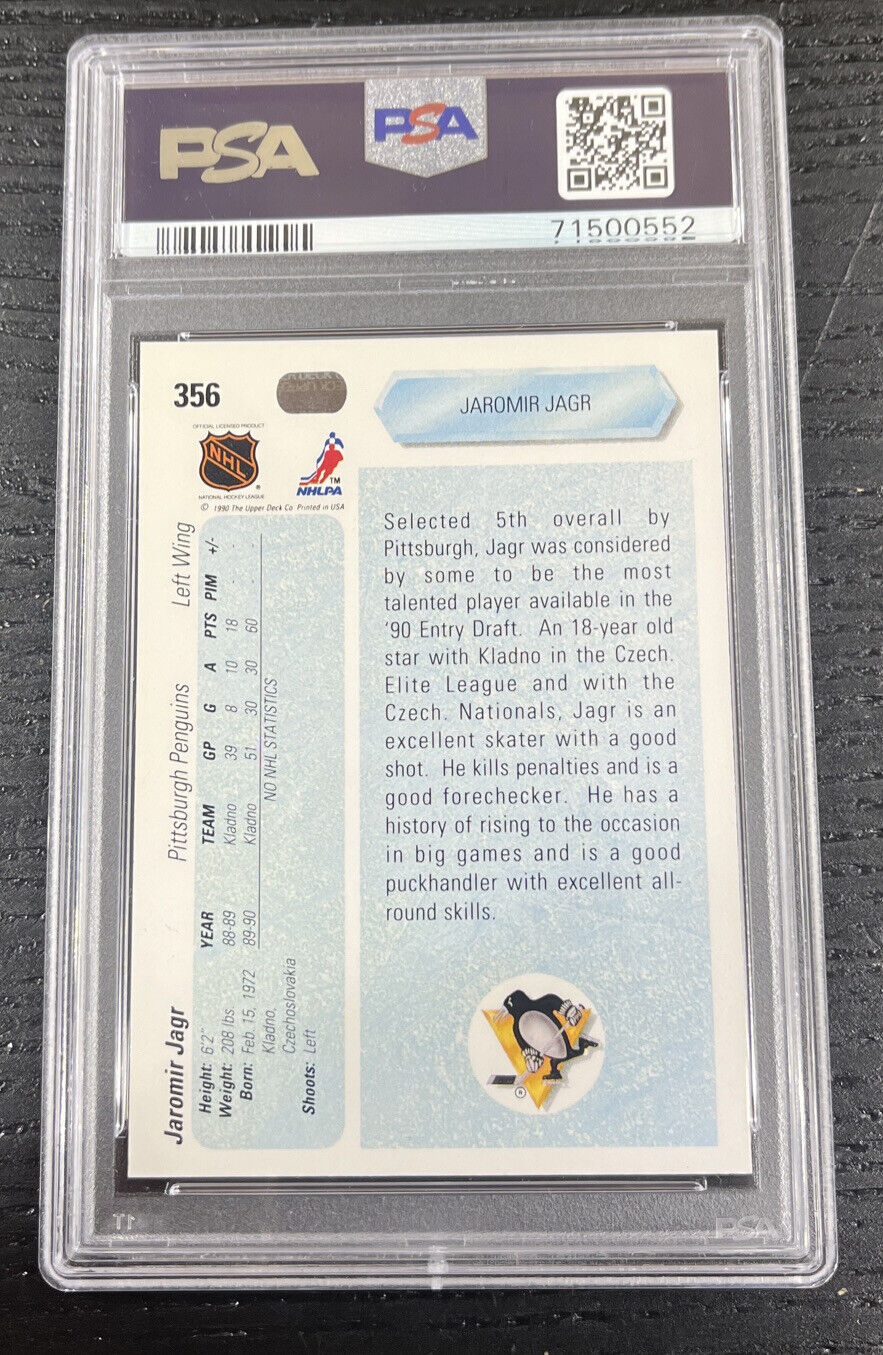 PSA
PSA
71500552
356
JAROMIR JAGR
OFFICIAL LICENSED PRODUCT
NHL
NATIONAL HOCKEY LEAGUE
TM
NHLPA
© 1990 The Upper Deck Co. Printed in USA
Jaromir Jagr Pittsburgh Penguins Left Wing
Height: 6'2"
Weight: 208 lbs.
Born: Feb. 15, 1972
Kladno,
Czechoslovakia
Shoots: Left
YEAR TEAM GP G A PTS PIM +/-
88-89 Kladno 39 8 10 18 - -
89-90 Kladno 51 30 30 60 - -
NO NHL STATISTICS
Selected 5th overall by
Pittsburgh, Jagr was considered
by some to be the most
talented player available in the
'90 Entry Draft. An 18-year old
star with Kladno in the Czech.
Elite League and with the
Czech. Nationals, Jagr is an
excellent skater with a good
shot. He kills penalties and is a
good forechecker. He has a
history of rising to the occasion
in big games and is a good
puckhandler with excellent all-
round skills.
®
PSA